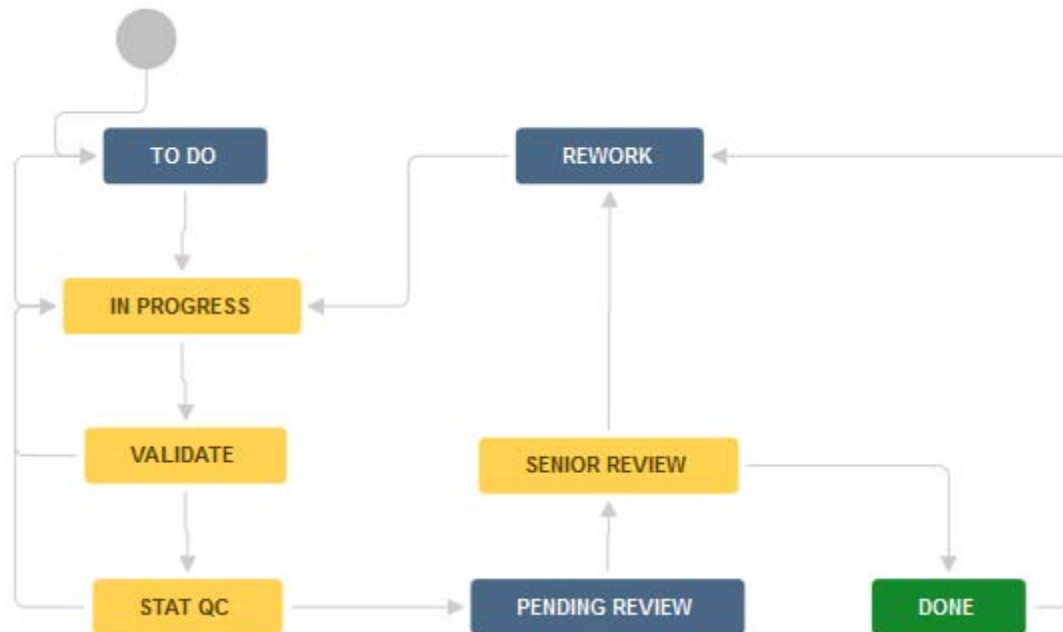 TO DO
REWORK
IN PROGRESS
VALIDATE
SENIOR REVIEW
STAT QC
PENDING REVIEW
DONE